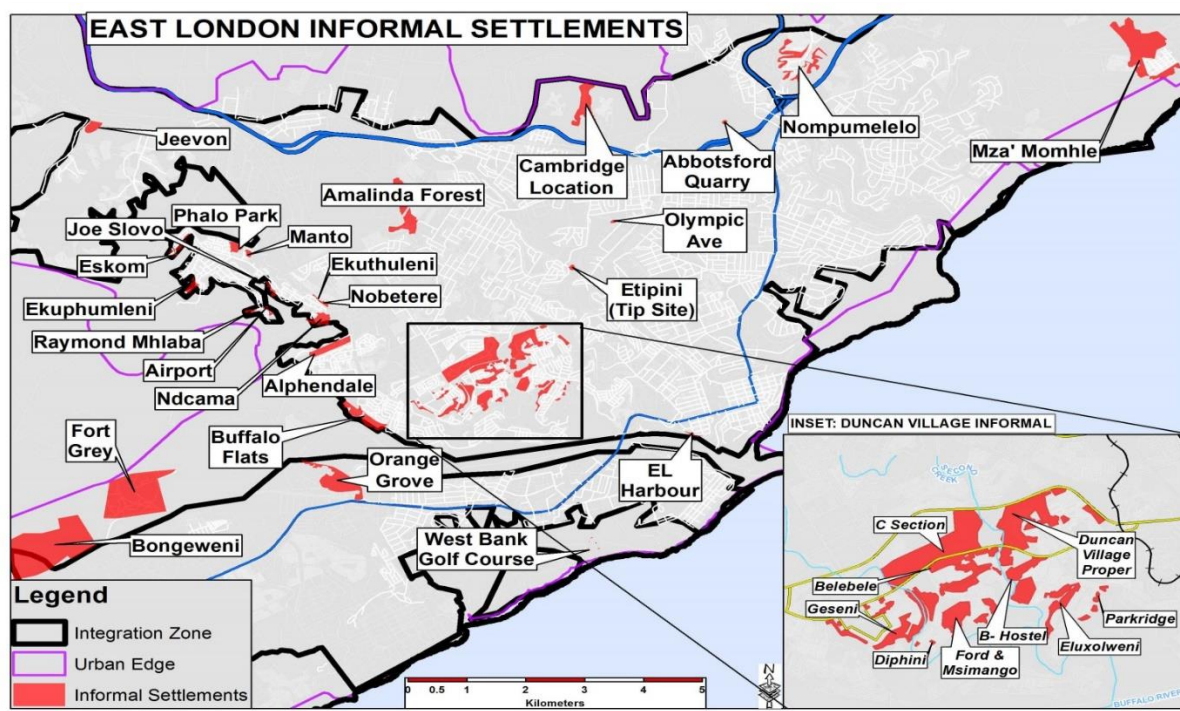 EAST LONDON INFORMAL SETTLEMENTS
Jeevon
Nompumelelo
Mza' Momhle
Cambridge
Location
Abbotsford
Quarry
Amalinda Forest
Phalo Park
Joe Slovo
Manto
Olympic
Ave
Eskom
Ekuthuleni
Ekuphumleni
Nobetere
Etipini
(Tip Site)
Raymond Mhlaba
Airport
Alphendale
Ndcama
Buffalo
Flats
Fort
Grey
Orange
Grove
EL
Harbour
Bongeweni
West Bank
Golf Course
Legend
Integration Zone
Urban Edge
Informal Settlements
0 0.5 1 2 3 4 5
Kilometers
N
INSET: DUNCAN VILLAGE INFORMAL
SECOND
CREEK
C Section
Duncan
Village
Proper
Belebele
Geseni
Parkridge
B- Hostel
Eluxolweni
Diphini
Ford &
Msimango
BUFFALO RIVER